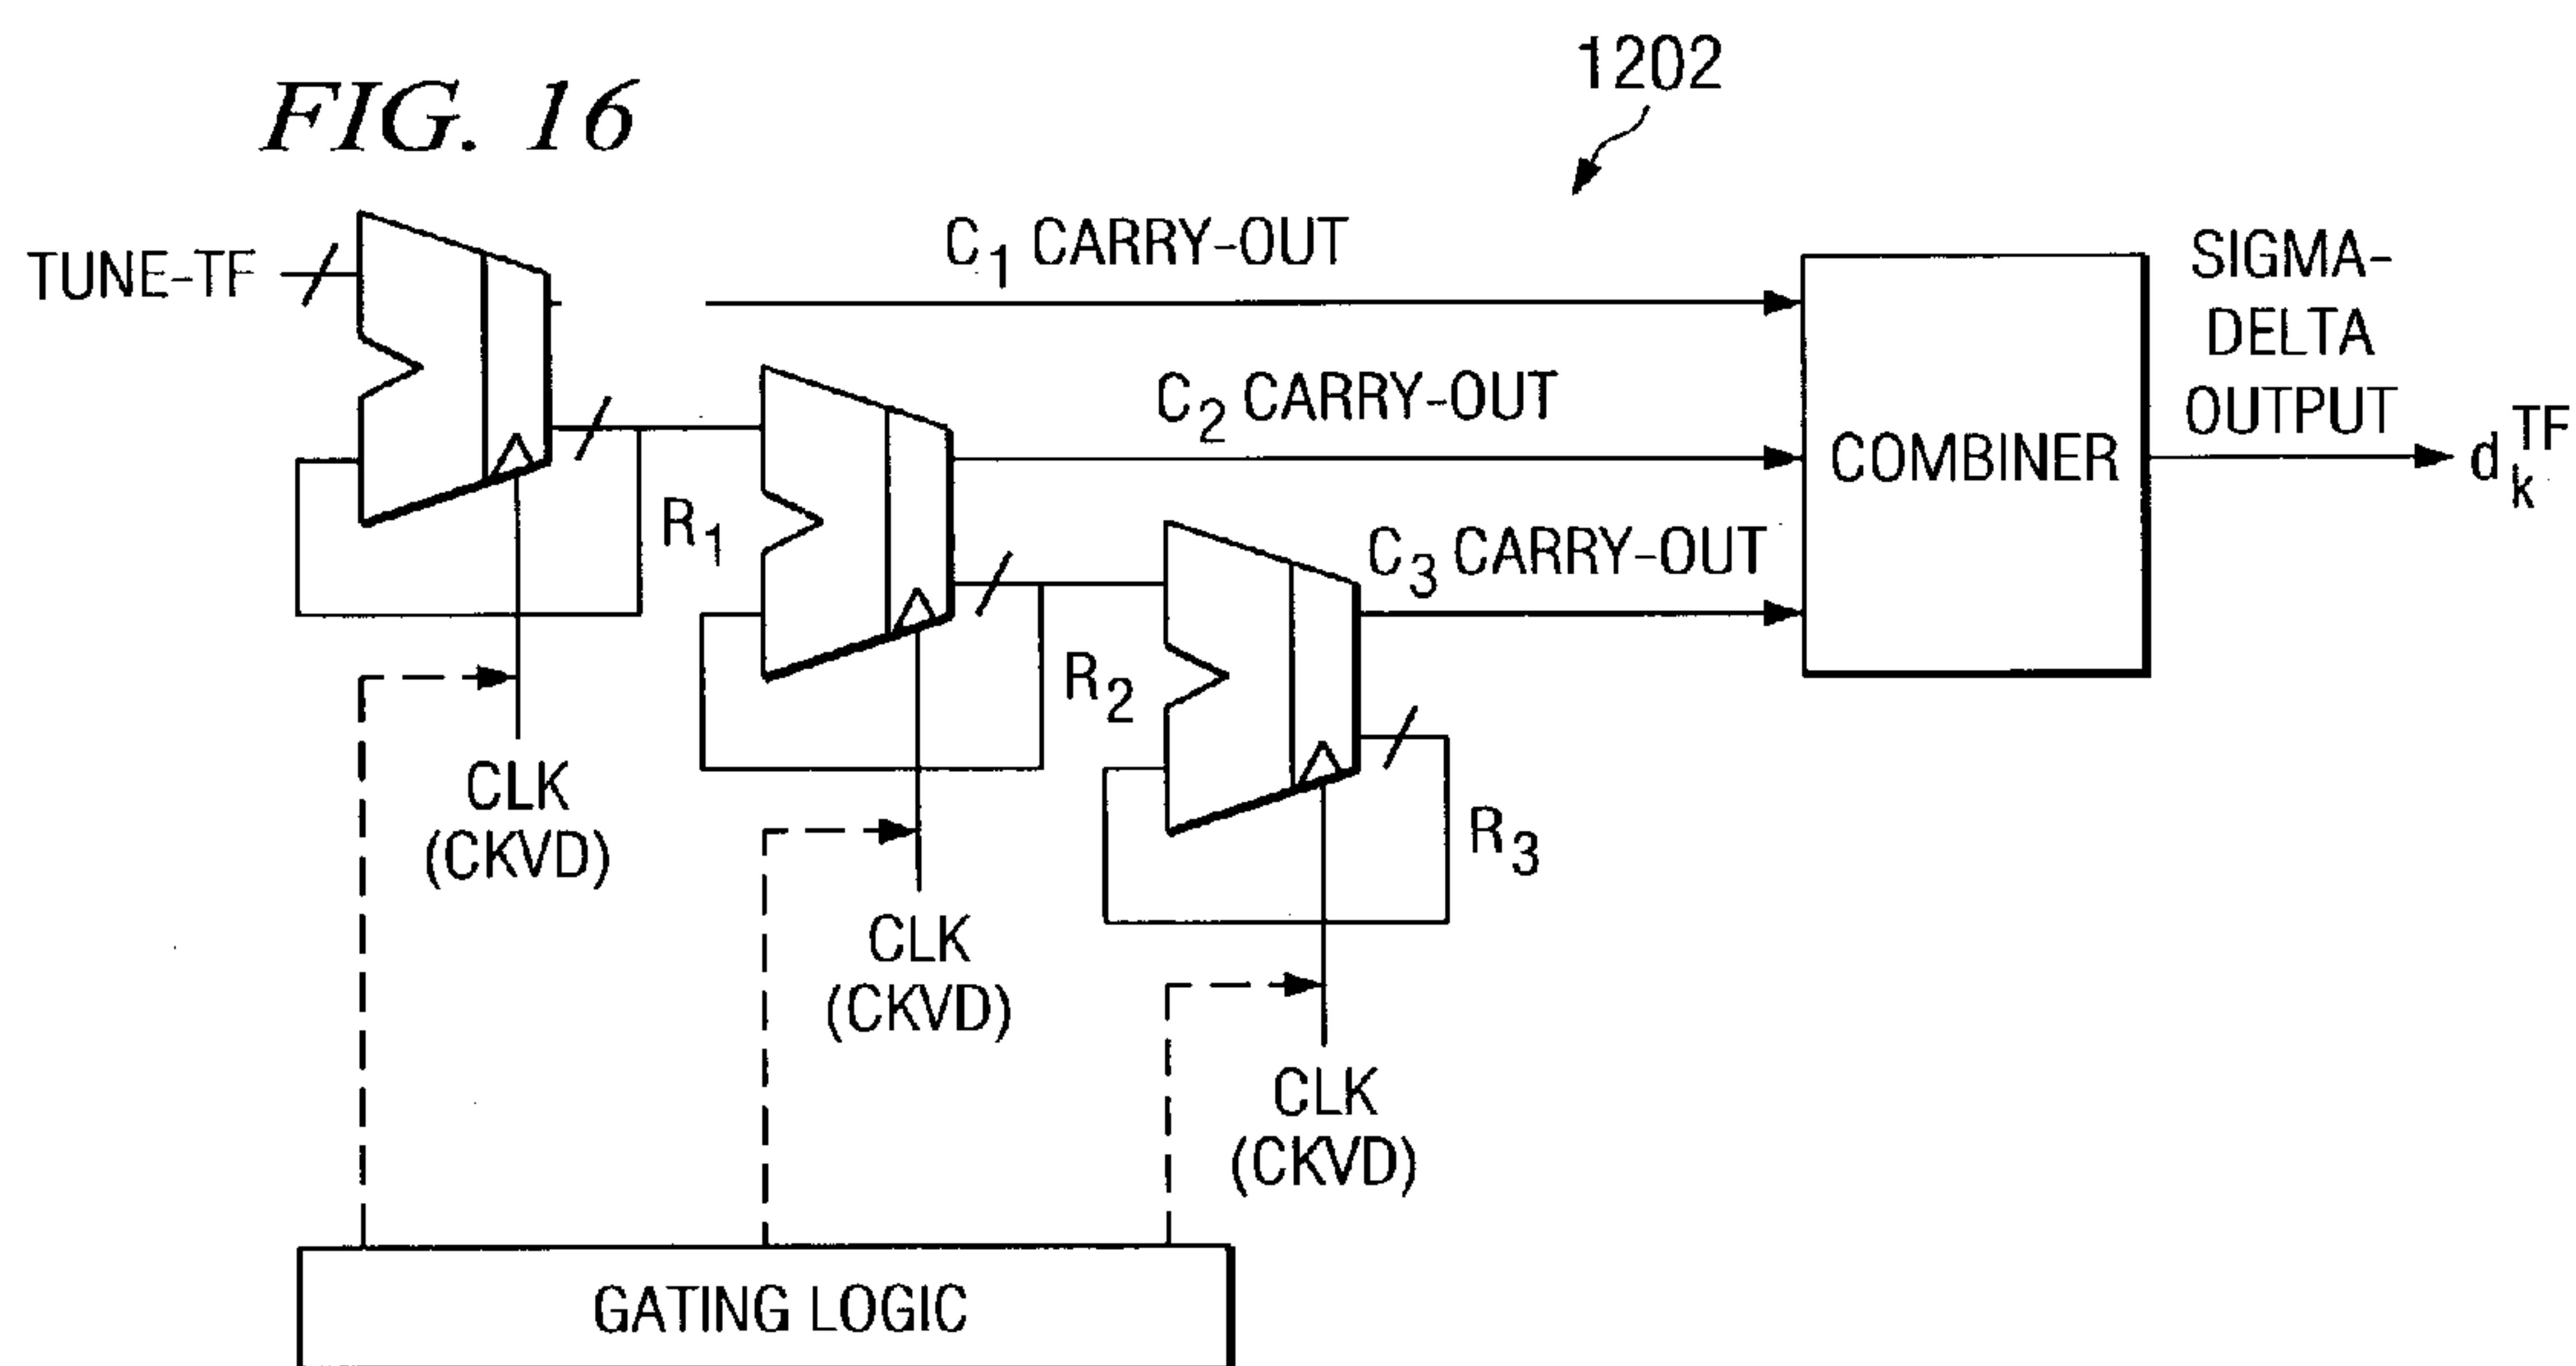 FIG. 16
1202
TUNE-TF
C1 CARRY-OUT
C2 CARRY-OUT
C3 CARRY-OUT
COMBINER
SIGMA-
DELTA
OUTPUT
d k TF
R1
R2
R3
CLK
(CKVD)
CLK
(CKVD)
CLK
(CKVD)
GATING LOGIC